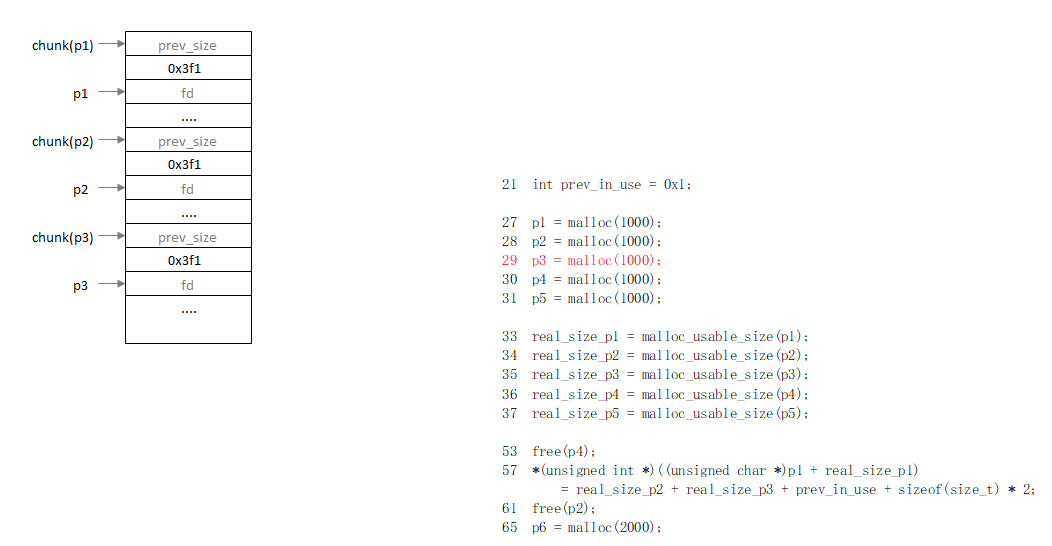 chunk(p1) prev_size
0x3f1
p1 fd
....
chunk(p2) prev_size
0x3f1
p2 fd
....
chunk(p3) prev_size
0x3f1
p3 fd
....
21 int prev_in_use = 0x1;
27 p1 = malloc(1000);
28 p2 = malloc(1000);
29 p3 = malloc(1000);
30 p4 = malloc(1000);
31 p5 = malloc(1000);
33 real_size_p1 = malloc_usable_size(p1);
34 real_size_p2 = malloc_usable_size(p2);
35 real_size_p3 = malloc_usable_size(p3);
36 real_size_p4 = malloc_usable_size(p4);
37 real_size_p5 = malloc_usable_size(p5);
53 free(p4);
57 *(unsigned int *)((unsigned char *)p1 + real_size_p1)
= real_size_p2 + real_size_p3 + prev_in_use + sizeof(size_t) * 2;
61 free(p2);
65 p6 = malloc(2000);